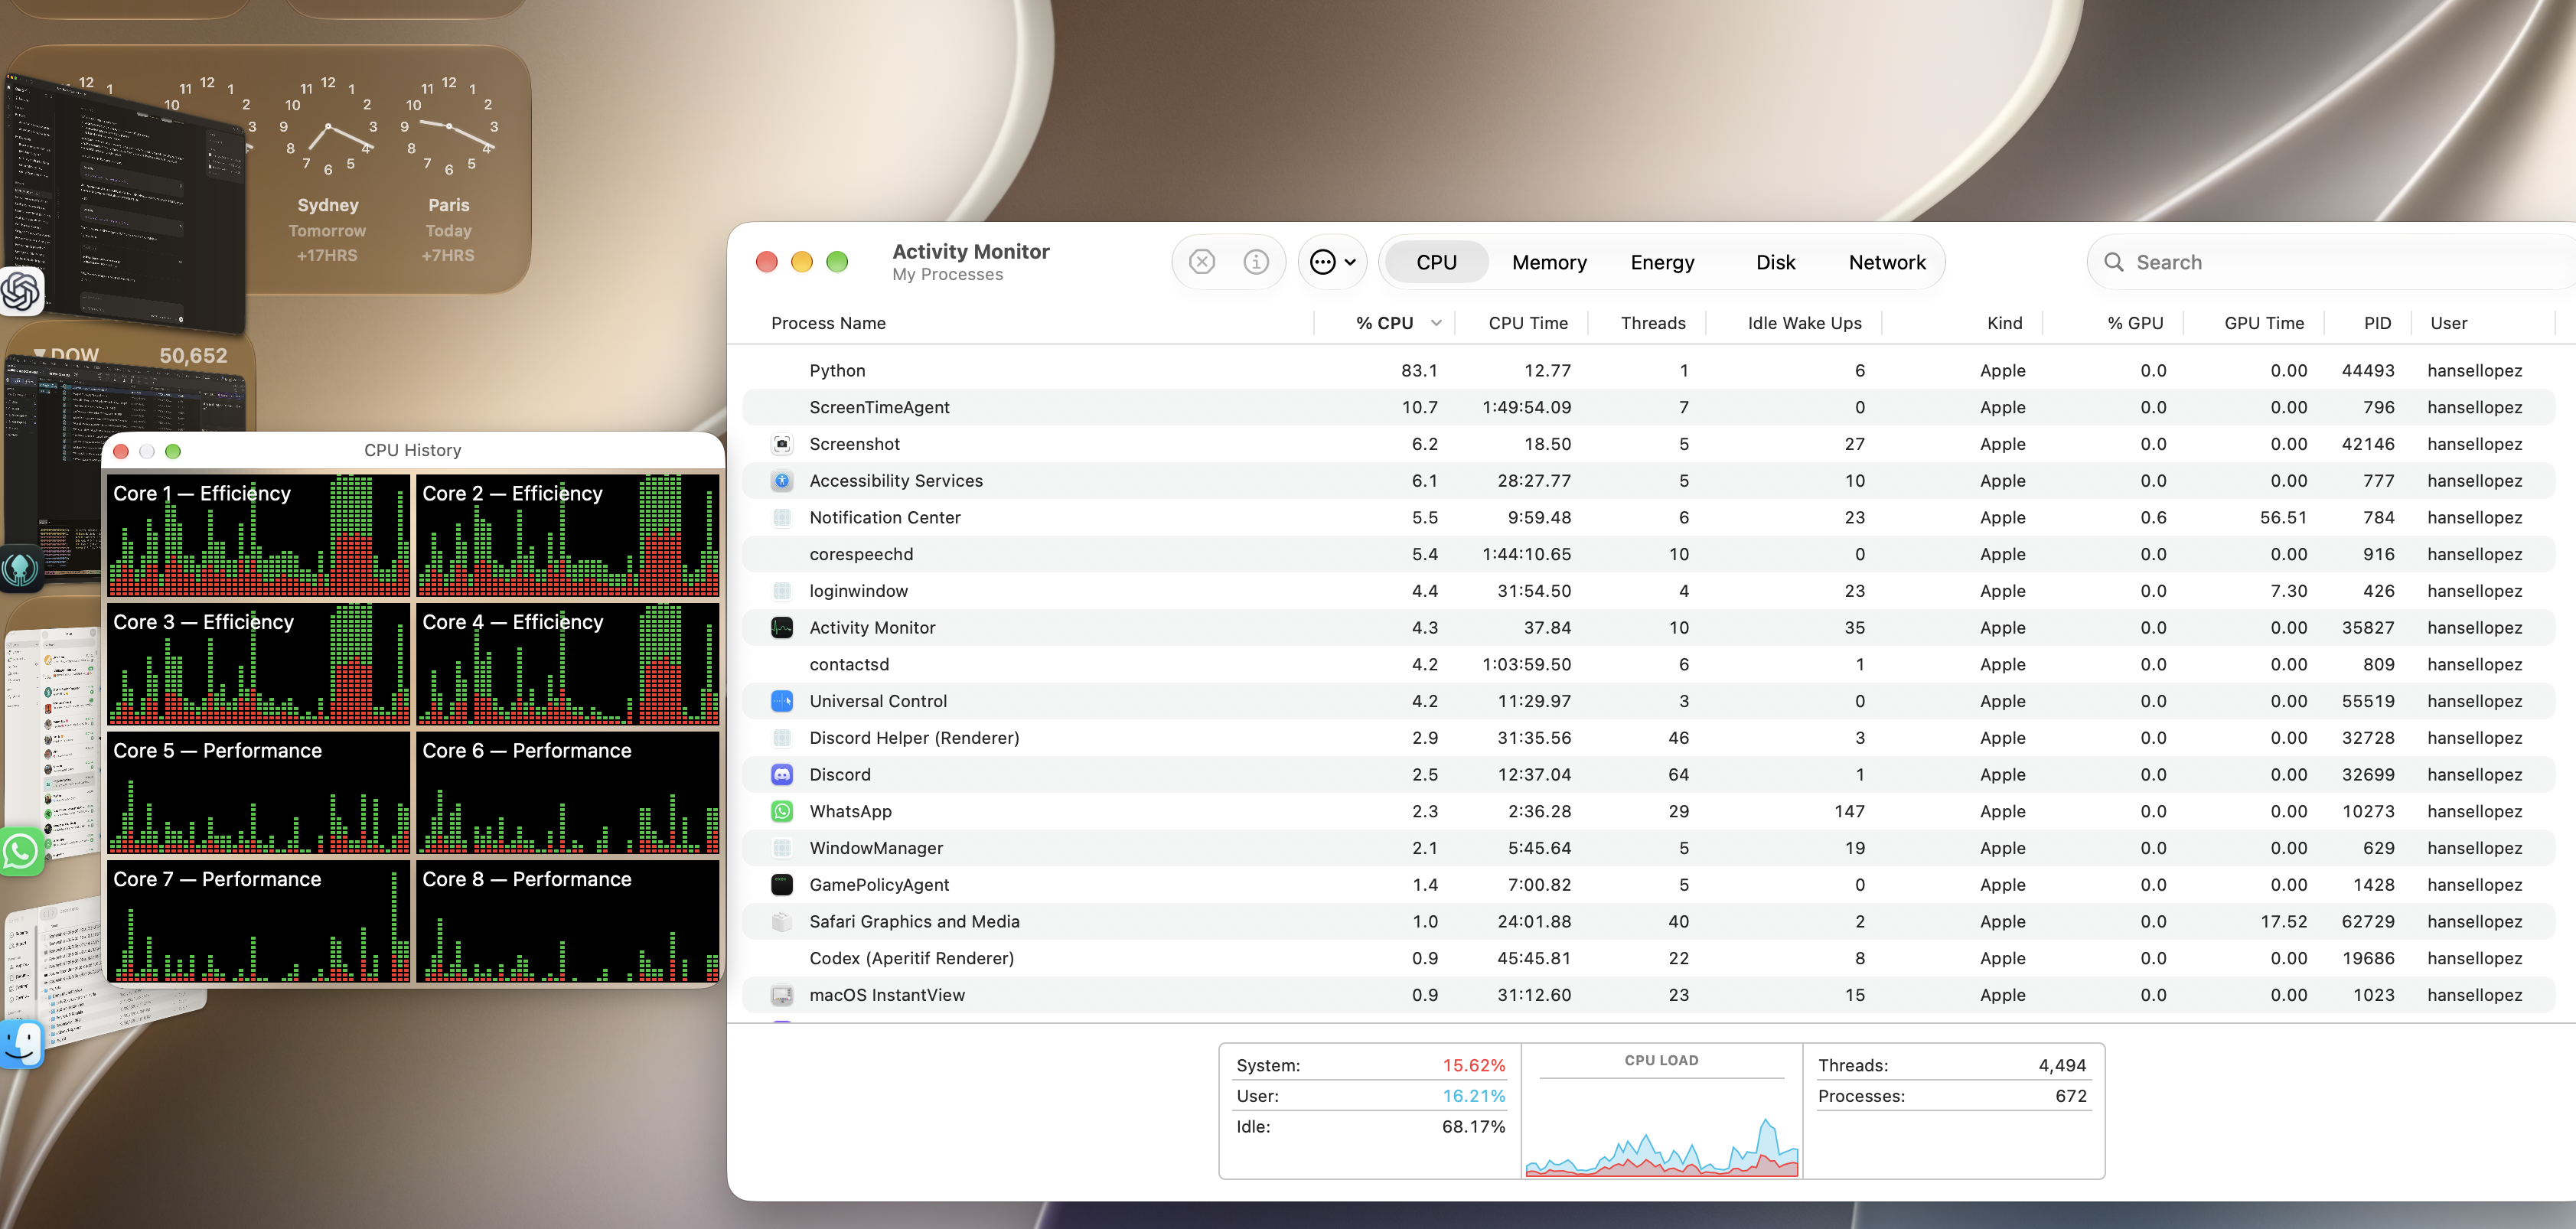 12
1
3
11 12 1
10 2
11 12 1
10 2
9 3
8 4
7 6 5
11 12 1
10
9 3
8 4
7 6 5
Sydney
Tomorrow
+17HRS
Paris
Today
+7HRS
▼DOW 50,652
CPU History
Core 1 — Efficiency
Core 2 — Efficiency
Core 3 — Efficiency
Core 4 — Efficiency
Core 5 — Performance
Core 6 — Performance
Core 7 — Performance
Core 8 — Performance
Activity Monitor
My Processes
CPU Memory Energy Disk Network
Search
Process Name % CPU CPU Time Threads Idle Wake Ups Kind % GPU GPU Time PID User
Python 83.1 12.77 1 6 Apple 0.0 0.00 44493 hansellopez
ScreenTimeAgent 10.7 1:49:54.09 7 0 Apple 0.0 0.00 796 hansellopez
Screenshot 6.2 18.50 5 27 Apple 0.0 0.00 42146 hansellopez
Accessibility Services 6.1 28:27.77 5 10 Apple 0.0 0.00 777 hansellopez
Notification Center 5.5 9:59.48 6 23 Apple 0.6 56.51 784 hansellopez
corespeechd 5.4 1:44:10.65 10 0 Apple 0.0 0.00 916 hansellopez
loginwindow 4.4 31:54.50 4 23 Apple 0.0 7.30 426 hansellopez
Activity Monitor 4.3 37.84 10 35 Apple 0.0 0.00 35827 hansellopez
contactsd 4.2 1:03:59.50 6 1 Apple 0.0 0.00 809 hansellopez
Universal Control 4.2 11:29.97 3 0 Apple 0.0 0.00 55519 hansellopez
Discord Helper (Renderer) 2.9 31:35.56 46 3 Apple 0.0 0.00 32728 hansellopez
Discord 2.5 12:37.04 64 1 Apple 0.0 0.00 32699 hansellopez
WhatsApp 2.3 2:36.28 29 147 Apple 0.0 0.00 10273 hansellopez
WindowManager 2.1 5:45.64 5 19 Apple 0.0 0.00 629 hansellopez
GamePolicyAgent 1.4 7:00.82 5 0 Apple 0.0 0.00 1428 hansellopez
Safari Graphics and Media 1.0 24:01.88 40 2 Apple 0.0 17.52 62729 hansellopez
Codex (Aperitif Renderer) 0.9 45:45.81 22 8 Apple 0.0 0.00 19686 hansellopez
macOS InstantView 0.9 31:12.60 23 15 Apple 0.0 0.00 1023 hansellopez
System: 15.62%
User: 16.21%
Idle: 68.17%
CPU LOAD
Threads: 4,494
Processes: 672